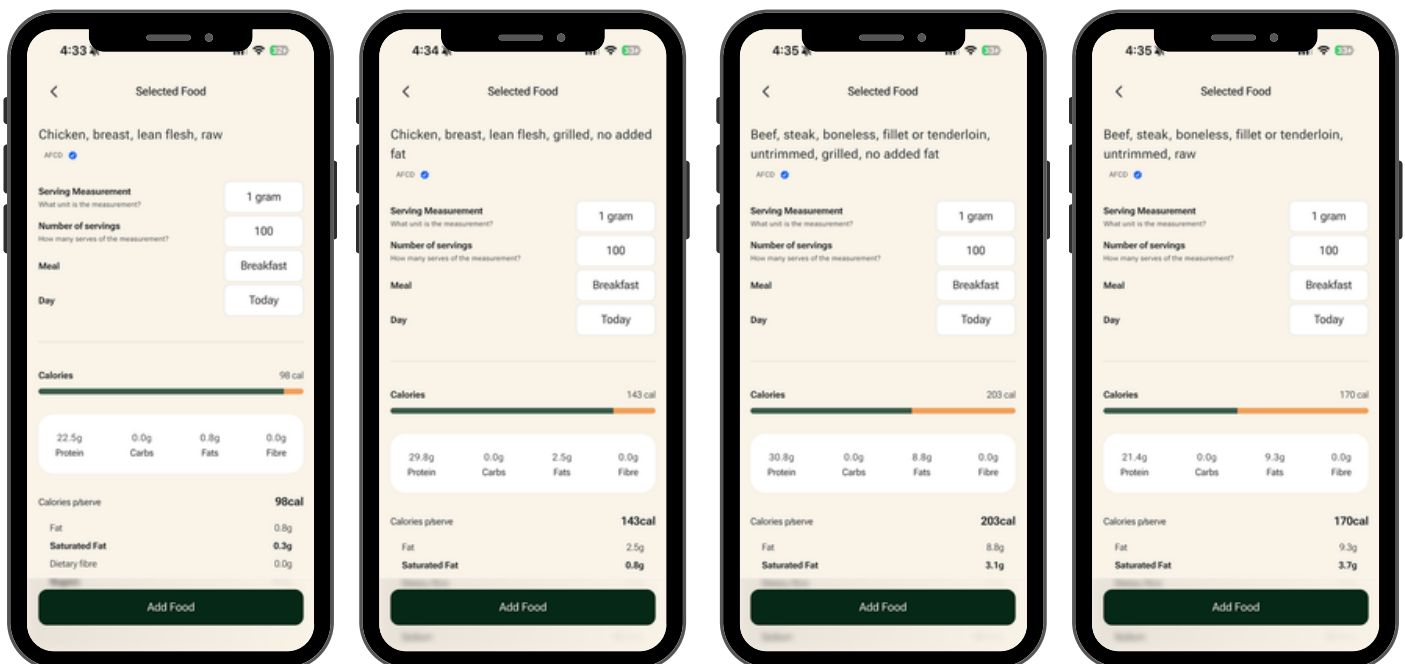 4:33
Selected Food
Chicken, breast, lean flesh, raw
AFCD
Serving Measurement
What unit is the measurement?
1 gram
Number of servings
How many serves of the measurement?
100
Meal
Breakfast
Day
Today
Calories
98 cal
22.5g 0.0g 0.8g 0.0g
Protein Carbs Fats Fibre
Calories p/serve
98cal
Fat
0.8g
Saturated Fat
0.3g
Dietary fibre
0.0g
Add Food
4:34
Selected Food
Chicken, breast, lean flesh, grilled, no added
fat
AFCD
Serving Measurement
What unit is the measurement?
1 gram
Number of servings
How many serves of the measurement?
100
Meal
Breakfast
Day
Today
Calories
143 cal
29.8g 0.0g 2.5g 0.0g
Protein Carbs Fats Fibre
Calories p/serve
143cal
Fat
2.5g
Saturated Fat
0.8g
Add Food
4:35
Selected Food
Beef, steak, boneless, fillet or tenderloin,
untrimmed, grilled, no added fat
AFCD
Serving Measurement
What unit is the measurement?
1 gram
Number of servings
How many serves of the measurement?
100
Meal
Breakfast
Day
Today
Calories
203 cal
30.8g 0.0g 8.8g 0.0g
Protein Carbs Fats Fibre
Calories p/serve
203cal
Fat
8.8g
Saturated Fat
3.1g
Add Food
4:35
Selected Food
Beef, steak, boneless, fillet or tenderloin,
untrimmed, raw
AFCD
Serving Measurement
What unit is the measurement?
1 gram
Number of servings
How many serves of the measurement?
100
Meal
Breakfast
Day
Today
Calories
170 cal
21.4g 0.0g 9.3g 0.0g
Protein Carbs Fats Fibre
Calories p/serve
170cal
Fat
9.3g
Saturated Fat
3.7g
Add Food